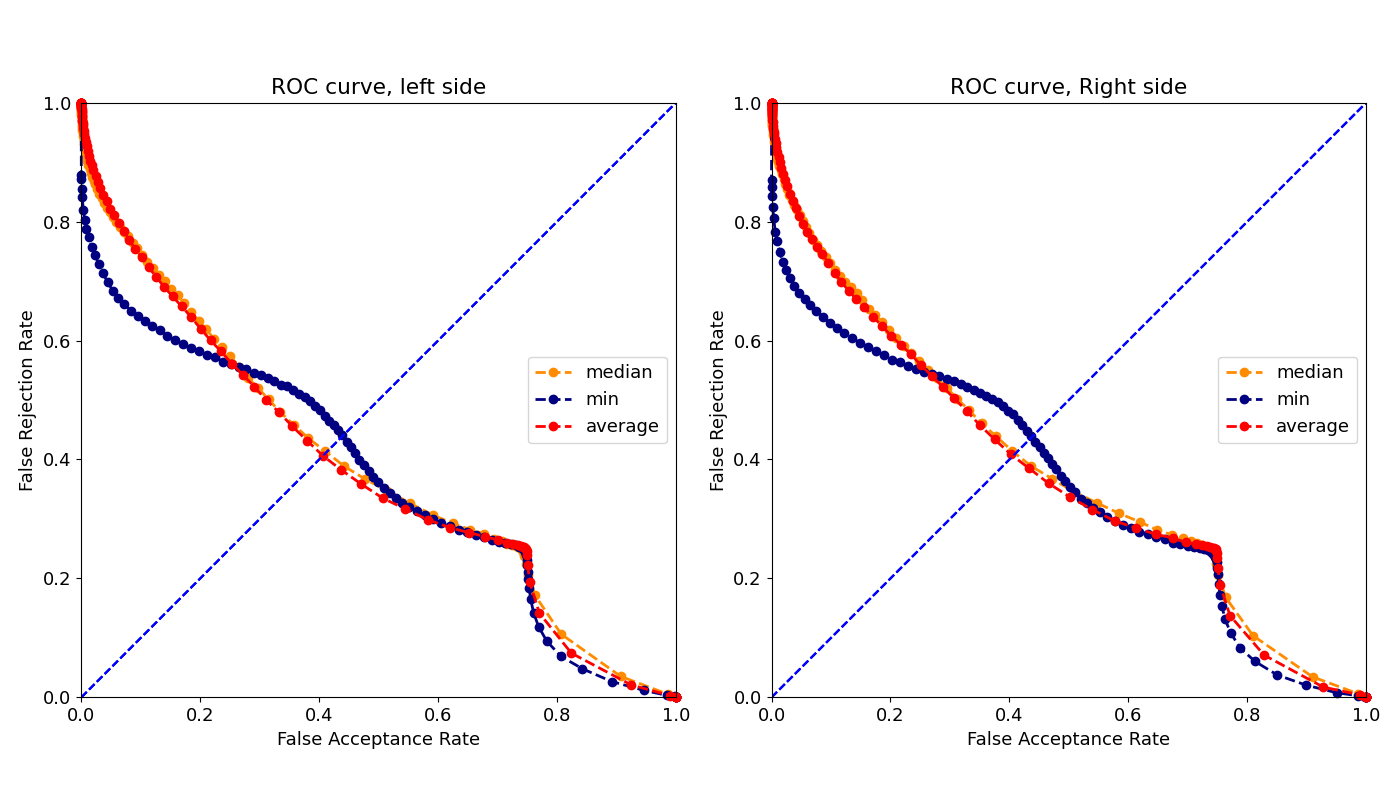 ROC curve, left side
1.0
0.8
0.6
0.4
0.2
0.0
False Rejection Rate
median
min
average
0.0 0.2 0.4 0.6 0.8 1.0
False Acceptance Rate
ROC curve, Right side
1.0
0.8
0.6
0.4
0.2
0.0
False Rejection Rate
median
min
average
0.0 0.2 0.4 0.6 0.8 1.0
False Acceptance Rate